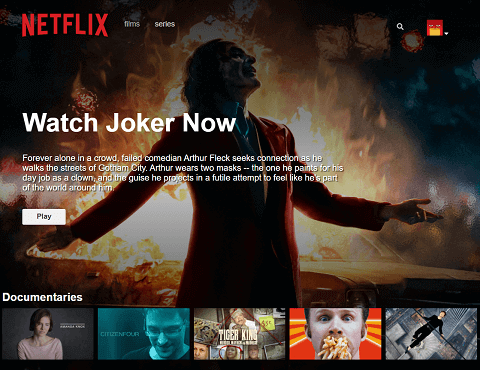 NETFLIX
films
series
Watch Joker Now
Forever alone in a crowd, failed comedian Arthur Fleck seeks connection as he
walks the streets of Gotham City. Arthur wears two masks -- the one he paints for his
day job as a clown, and the guise he projects in a futile attempt to feel like he's part
of the world around him.
Play
Documentaries
AMANDA KNOX
CITIZENFOUR
TIGER KING